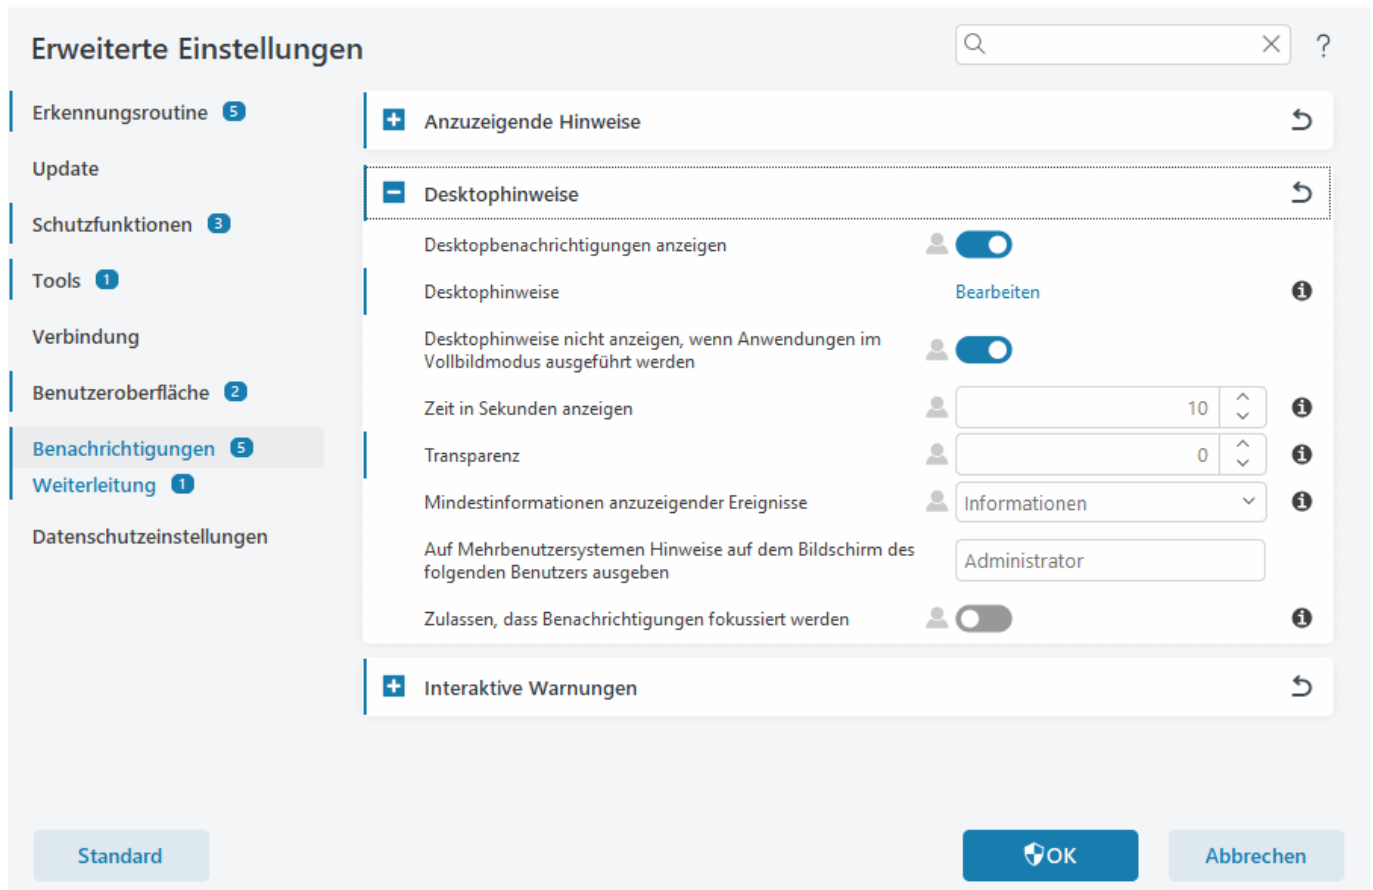 Erweiterte Einstellungen
?
Erkennungsroutine 5
Update
Schutzfunktionen 3
Tools 1
Verbindung
Benutzeroberfläche 2
Benachrichtigungen 5
Weiterleitung 1
Datenschutzeinstellungen
Anzuzeigende Hinweise
Desktophinweise
Desktopbenachrichtigungen anzeigen
Desktophinweise Bearbeiten
Desktophinweise nicht anzeigen, wenn Anwendungen im
Vollbildmodus ausgeführt werden
Zeit in Sekunden anzeigen 10
Transparenz 0
Mindestinformationen anzuzeigender Ereignisse Informationen
Auf Mehrbenutzersystemen Hinweise auf dem Bildschirm des
folgenden Benutzers ausgeben
Administrator
Zulassen, dass Benachrichtigungen fokussiert werden
Interaktive Warnungen
Standard
OK
Abbrechen